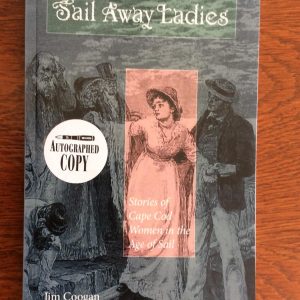 Sail Away Ladies
AUTOGRAPHED
COPY
Stories of
Cape Cod
Women in the
Age of Sail
Jim Coogan